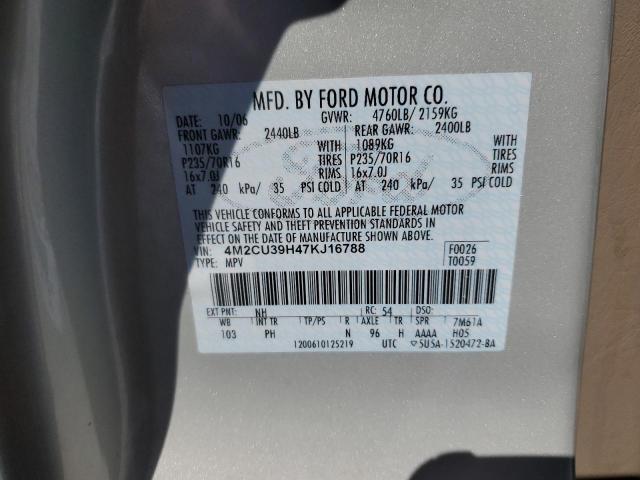 MFD. BY FORD MOTOR CO.
DATE: 10/06 GVWR: 4760LB/ 2159KG
FRONT GAWR: 2440LB REAR GAWR: 2400LB
1107KG WITH 1089KG WITH
P235/70R16 TIRES P235/70R16 TIRES
16x7.0J RIMS 16x7.0J RIMS
AT 240 kPa/ 35 PSI COLD AT 240 kPa/ 35 PSI COLD
THIS VEHICLE CONFORMS TO ALL APPLICABLE FEDERAL MOTOR
VEHICLE SAFETY AND THEFT PREVENTION STANDARDS IN
EFFECT ON THE DATE OF MANUFACTURE SHOWN ABOVE.
VIN: 4M2CU39H47KJ16788 F0026
TYPE: MPV T0059
EXT PNT: NH RC: 54 DSO:
WB INT TR TP/PS R AXLE TR SPR 7M61A
103 PH N 96 H AAAA H05
1200610125219 UTC 5U5A-1520472-BA